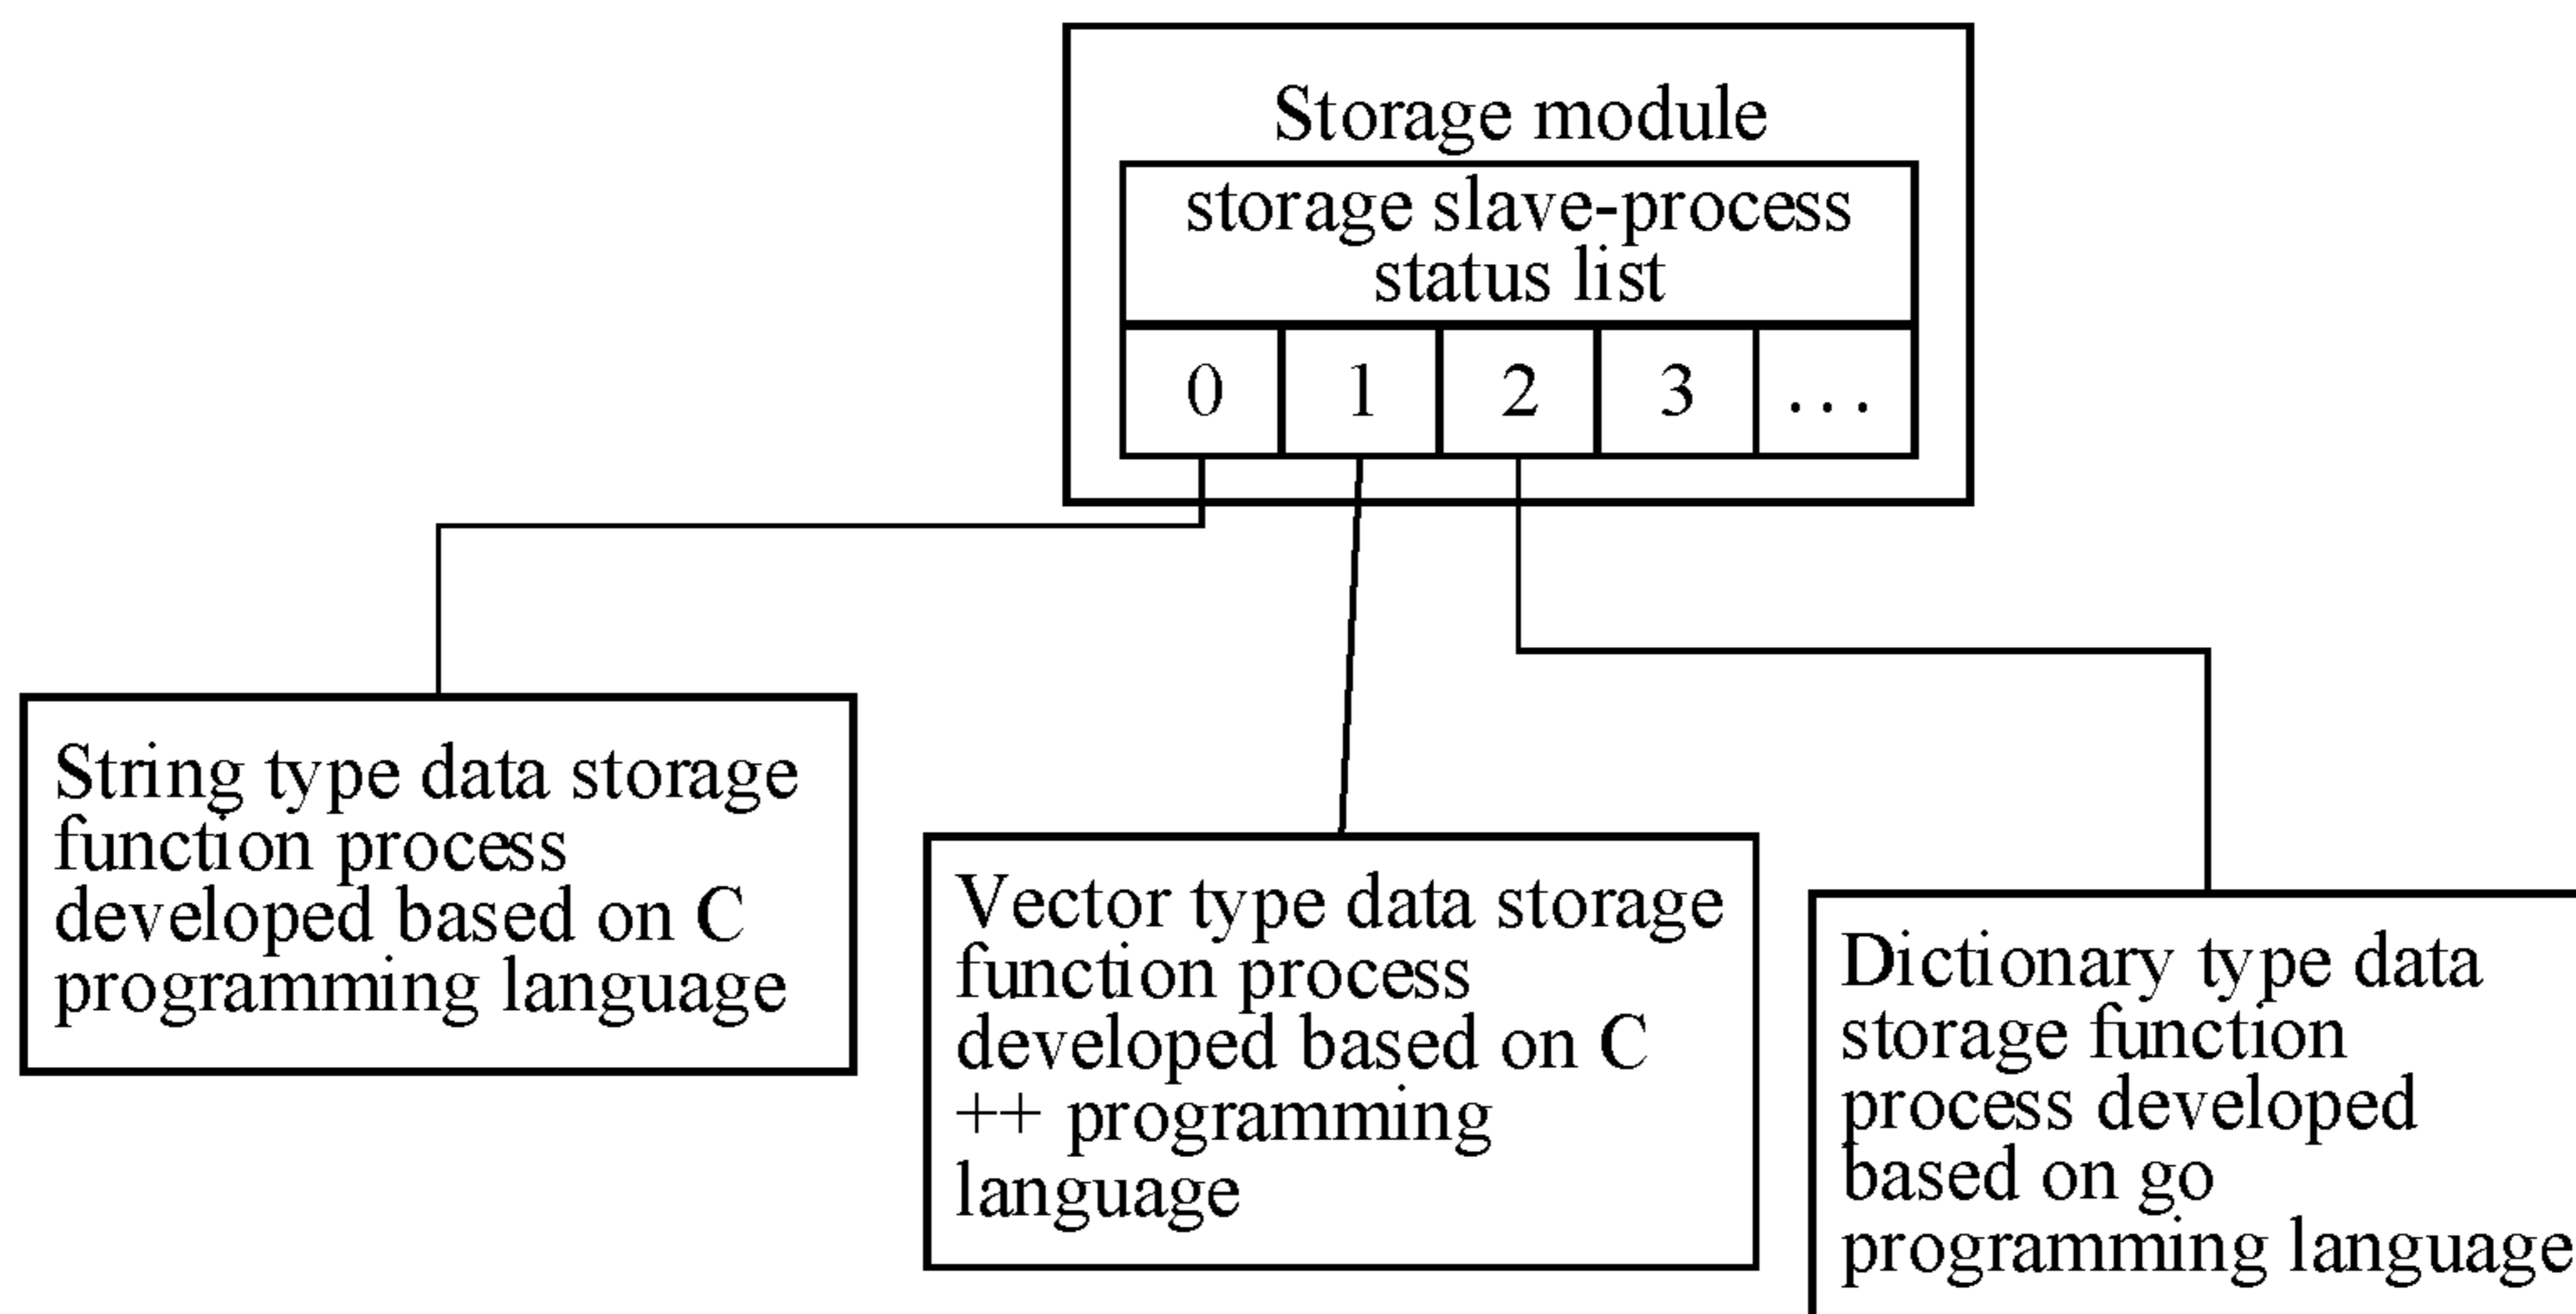 Storage module
storage slave-process
status list
0 1 2 3 ...
String type data storage
function process
developed based on C
programming language
Vector type data storage
function process
developed based on C
++ programming
language
Dictionary type data
storage function
process developed
based on go
programming language